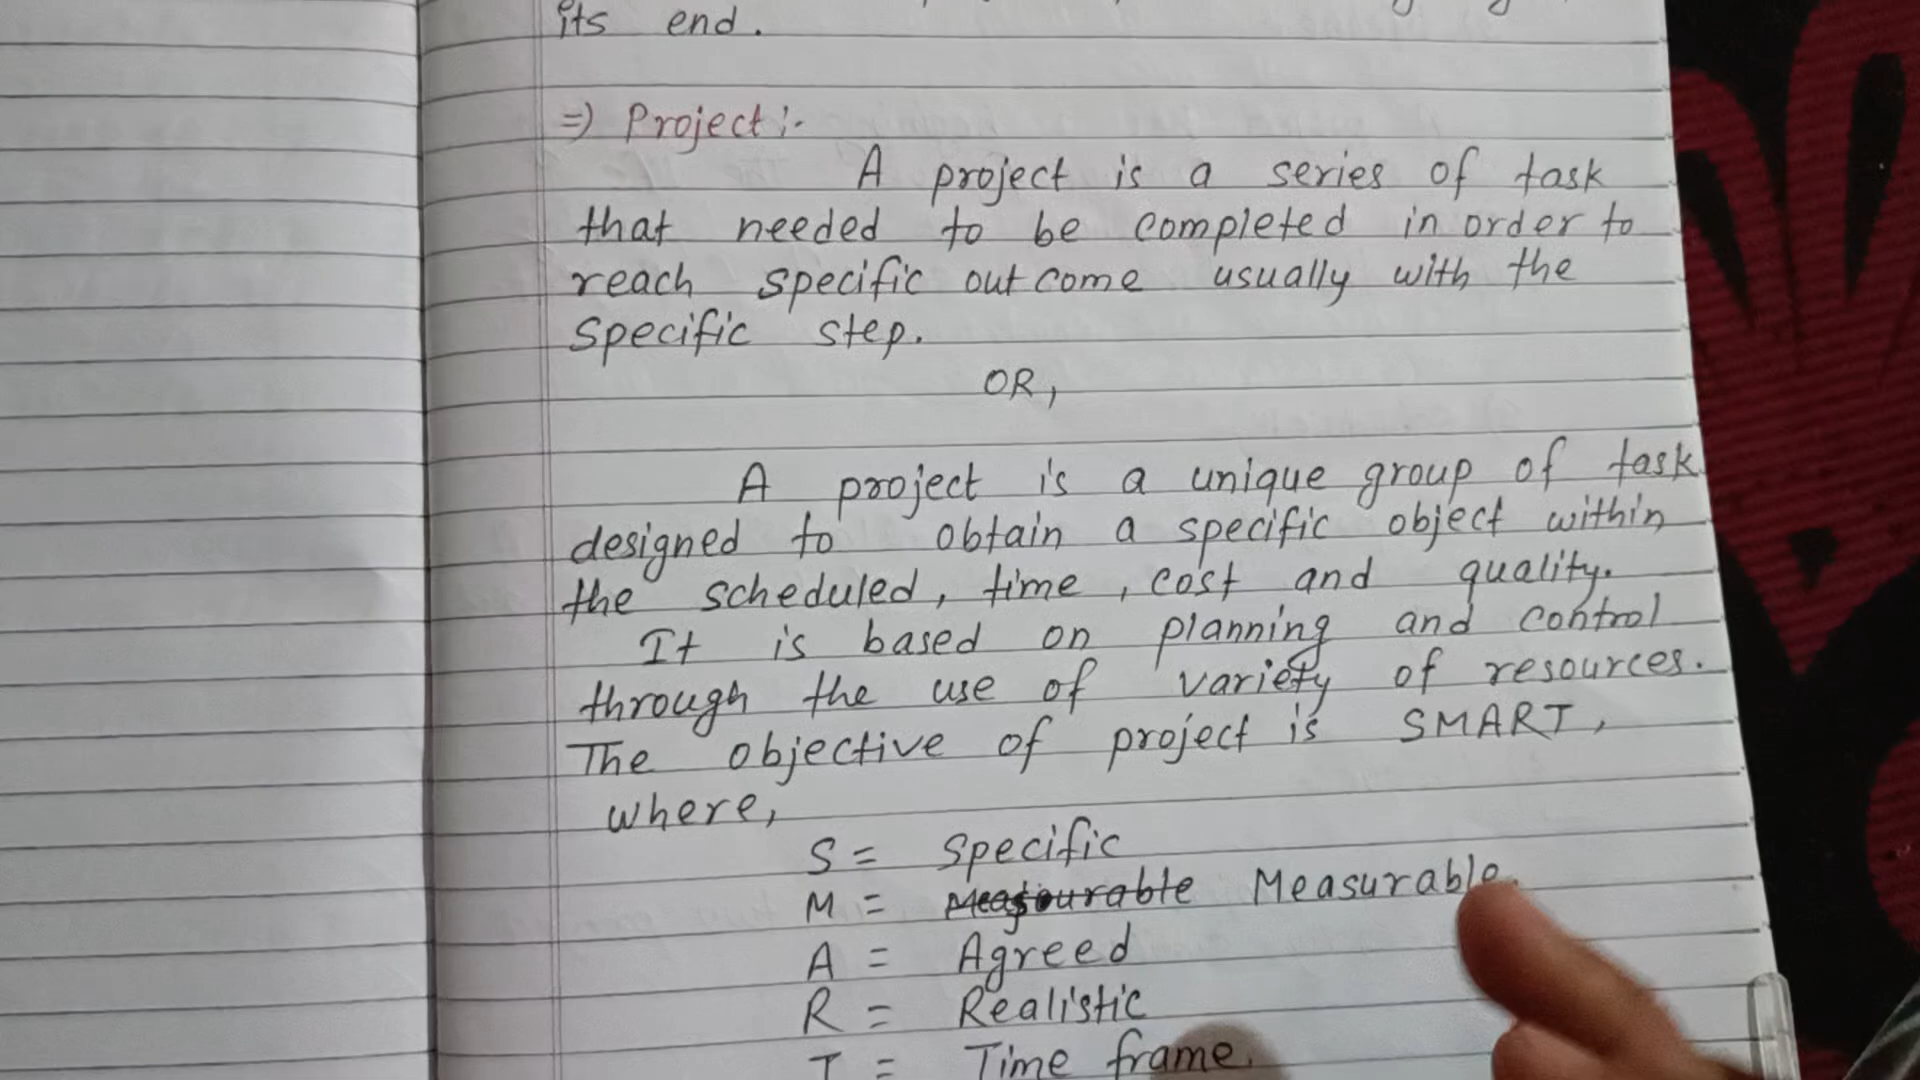 its end.
=) Project :-
A project is a series of task
that needed to be completed in order to
reach specific out come usually with the
specific step.
OR,
A project is a unique group of task
designed to obtain a specific object within
the scheduled, time, cost and quality.
It is based on planning and control
through the use of variety of resources.
The objective of project is SMART,
where,
S = Specific
M = Measurable
A = Agreed
R = Realistic
T = Time frame.